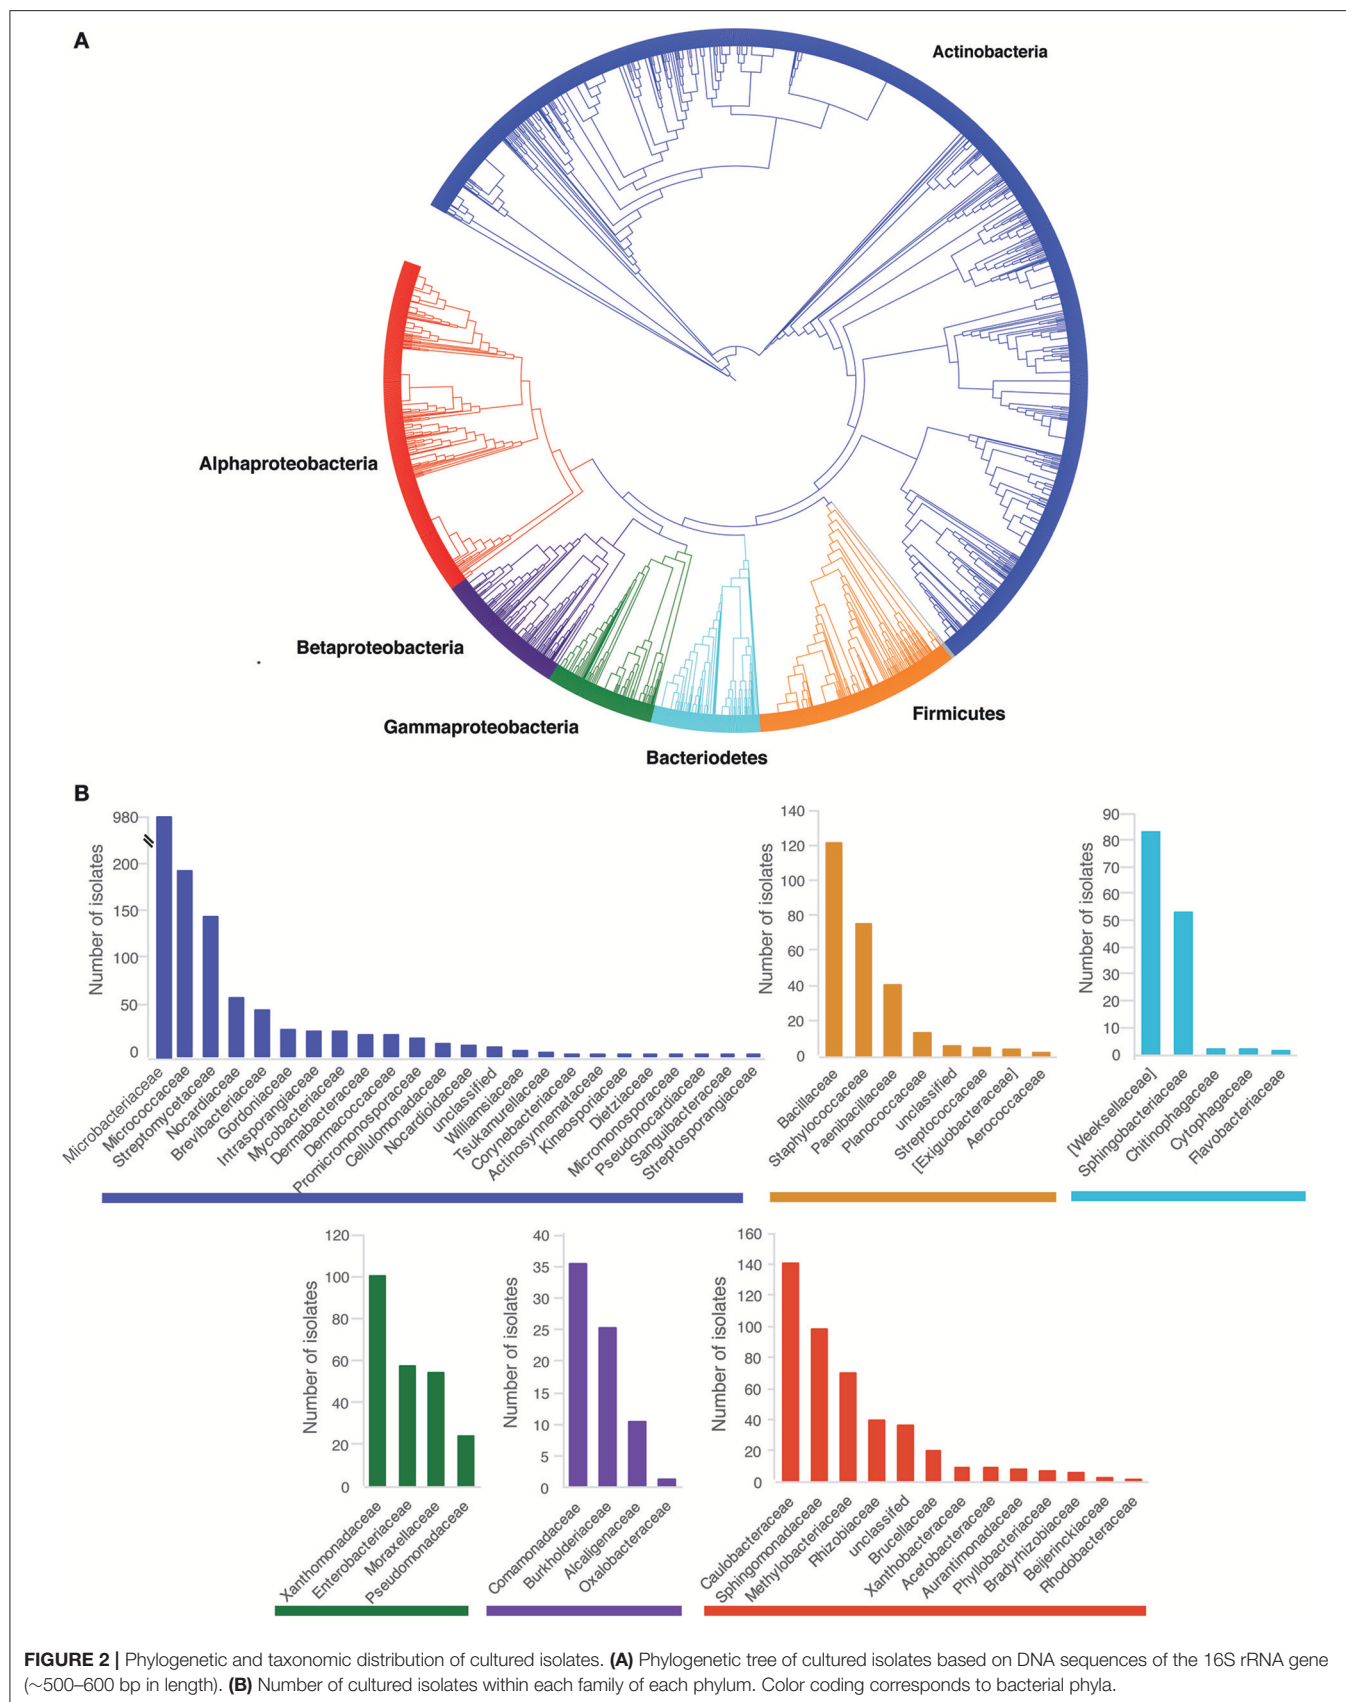 A
Actinobacteria
Alphaproteobacteria
Betaproteobacteria
Gammaproteobacteria
Bacteriodetes
Firmicutes
B
Number of isolates
980
200
150
100
50
0
Microbacteriaceae
Micrococcaceae
Streptomycetaceae
Nocardiaceae
Brevibacteriaceae
Gordoniaceae
Intrasporangiaceae
Mycobacteriaceae
Dermabacteraceae
Dermacoccaceae
Promicromonosporaceae
Cellulomonadaceae
Nocardioidaceae
unclassified
Williamsiaceae
Tsukamurellaceae
Corynebacteriaceae
Actinosynnemataceae
Kineosporiaceae
Dietziaceae
Micromonosporaceae
Pseudonocardiaceae
Sanguibacteraceae
Streptosporangiaceae
Number of isolates
140
120
100
80
60
40
20
0
Bacillaceae
Staphylococcaceae
Paenibacillaceae
Planococcaceae
unclassified
Streptococcaceae
[Exiguobacteraceae]
Aerococcaceae
Number of isolates
90
80
70
60
50
40
30
20
10
0
[Weeksellaceae]
Sphingobacteriaceae
Chitinophagaceae
Cytophagaceae
Flavobacteriaceae
Number of isolates
120
100
80
60
40
20
0
Xanthomonadaceae
Enterobacteriaceae
Moraxellaceae
Pseudomonadaceae
Number of isolates
40
35
30
25
20
15
10
5
0
Comamonadaceae
Burkholderiaceae
Alcaligenaceae
Oxalobacteraceae
Number of isolates
160
140
120
100
80
60
40
20
0
Caulobacteraceae
Sphingomonadaceae
Methylobacteriaceae
Rhizobiaceae
unclassifed
Brucellaceae
Xanthobacteraceae
Acetobacteraceae
Aurantimonadaceae
Phyllobacteriaceae
Bradyrhizobiaceae
Beijerinckiaceae
Rhodobacteraceae
FIGURE 2 | Phylogenetic and taxonomic distribution of cultured isolates. (A) Phylogenetic tree of cultured isolates based on DNA sequences of the 16S rRNA gene
(∼500–600 bp in length). (B) Number of cultured isolates within each family of each phylum. Color coding corresponds to bacterial phyla.